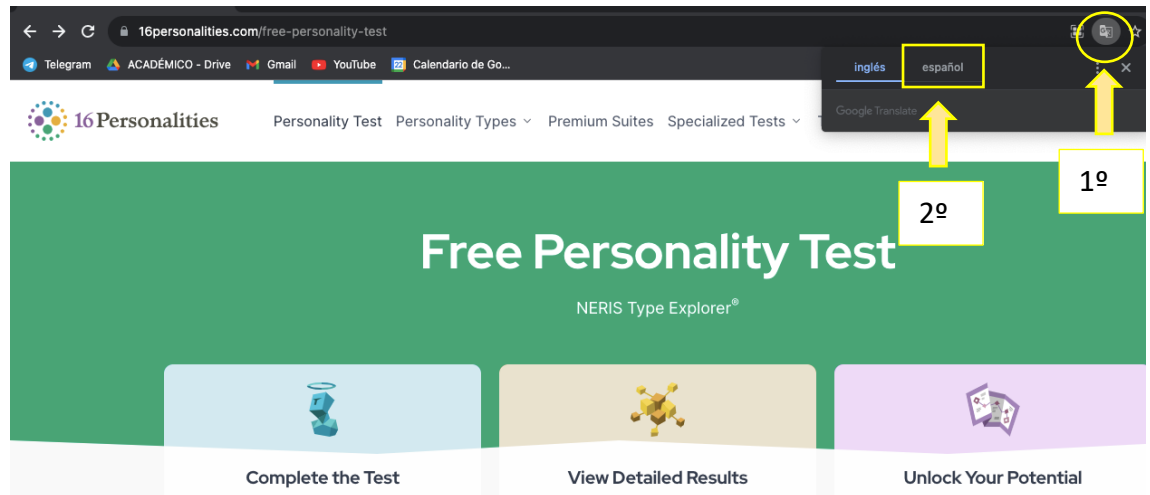 16personalities.com/free-personality-test
Telegram ACADÉMICO - Drive Gmail YouTube Calendario de Go...
inglés español
Google Translate
16Personalities Personality Test Personality Types Premium Suites Specialized Tests
1º
2º
Free Personality Test
NERIS Type Explorer®
Complete the Test View Detailed Results Unlock Your Potential